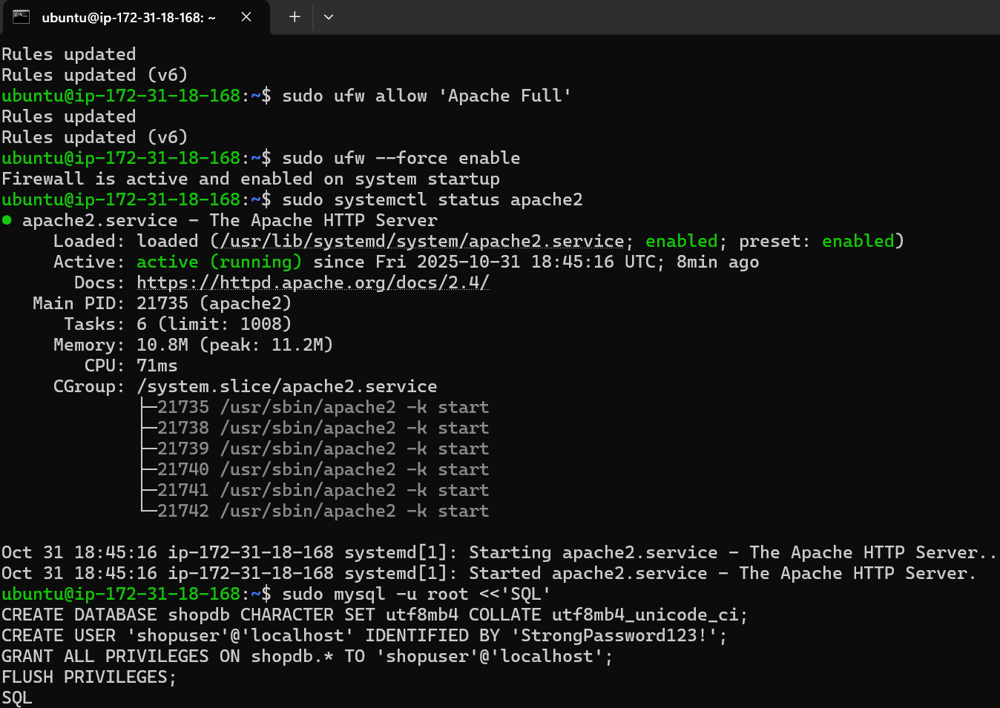 ubuntu@ip-172-31-18-168: ~
Rules updated
Rules updated (v6)
ubuntu@ip-172-31-18-168:~$ sudo ufw allow 'Apache Full'
Rules updated
Rules updated (v6)
ubuntu@ip-172-31-18-168:~$ sudo ufw --force enable
Firewall is active and enabled on system startup
ubuntu@ip-172-31-18-168:~$ sudo systemctl status apache2
● apache2.service - The Apache HTTP Server
     Loaded: loaded (/usr/lib/systemd/system/apache2.service; enabled; preset: enabled)
     Active: active (running) since Fri 2025-10-31 18:45:16 UTC; 8min ago
       Docs: https://httpd.apache.org/docs/2.4/
   Main PID: 21735 (apache2)
      Tasks: 6 (limit: 1008)
     Memory: 10.8M (peak: 11.2M)
        CPU: 71ms
     CGroup: /system.slice/apache2.service
             ├─21735 /usr/sbin/apache2 -k start
             ├─21738 /usr/sbin/apache2 -k start
             ├─21739 /usr/sbin/apache2 -k start
             ├─21740 /usr/sbin/apache2 -k start
             ├─21741 /usr/sbin/apache2 -k start
             └─21742 /usr/sbin/apache2 -k start
Oct 31 18:45:16 ip-172-31-18-168 systemd[1]: Starting apache2.service - The Apache HTTP Server..
Oct 31 18:45:16 ip-172-31-18-168 systemd[1]: Started apache2.service - The Apache HTTP Server.
ubuntu@ip-172-31-18-168:~$ sudo mysql -u root <<'SQL'
CREATE DATABASE shopdb CHARACTER SET utf8mb4 COLLATE utf8mb4_unicode_ci;
CREATE USER 'shopuser'@'localhost' IDENTIFIED BY 'StrongPassword123!';
GRANT ALL PRIVILEGES ON shopdb.* TO 'shopuser'@'localhost';
FLUSH PRIVILEGES;
SQL